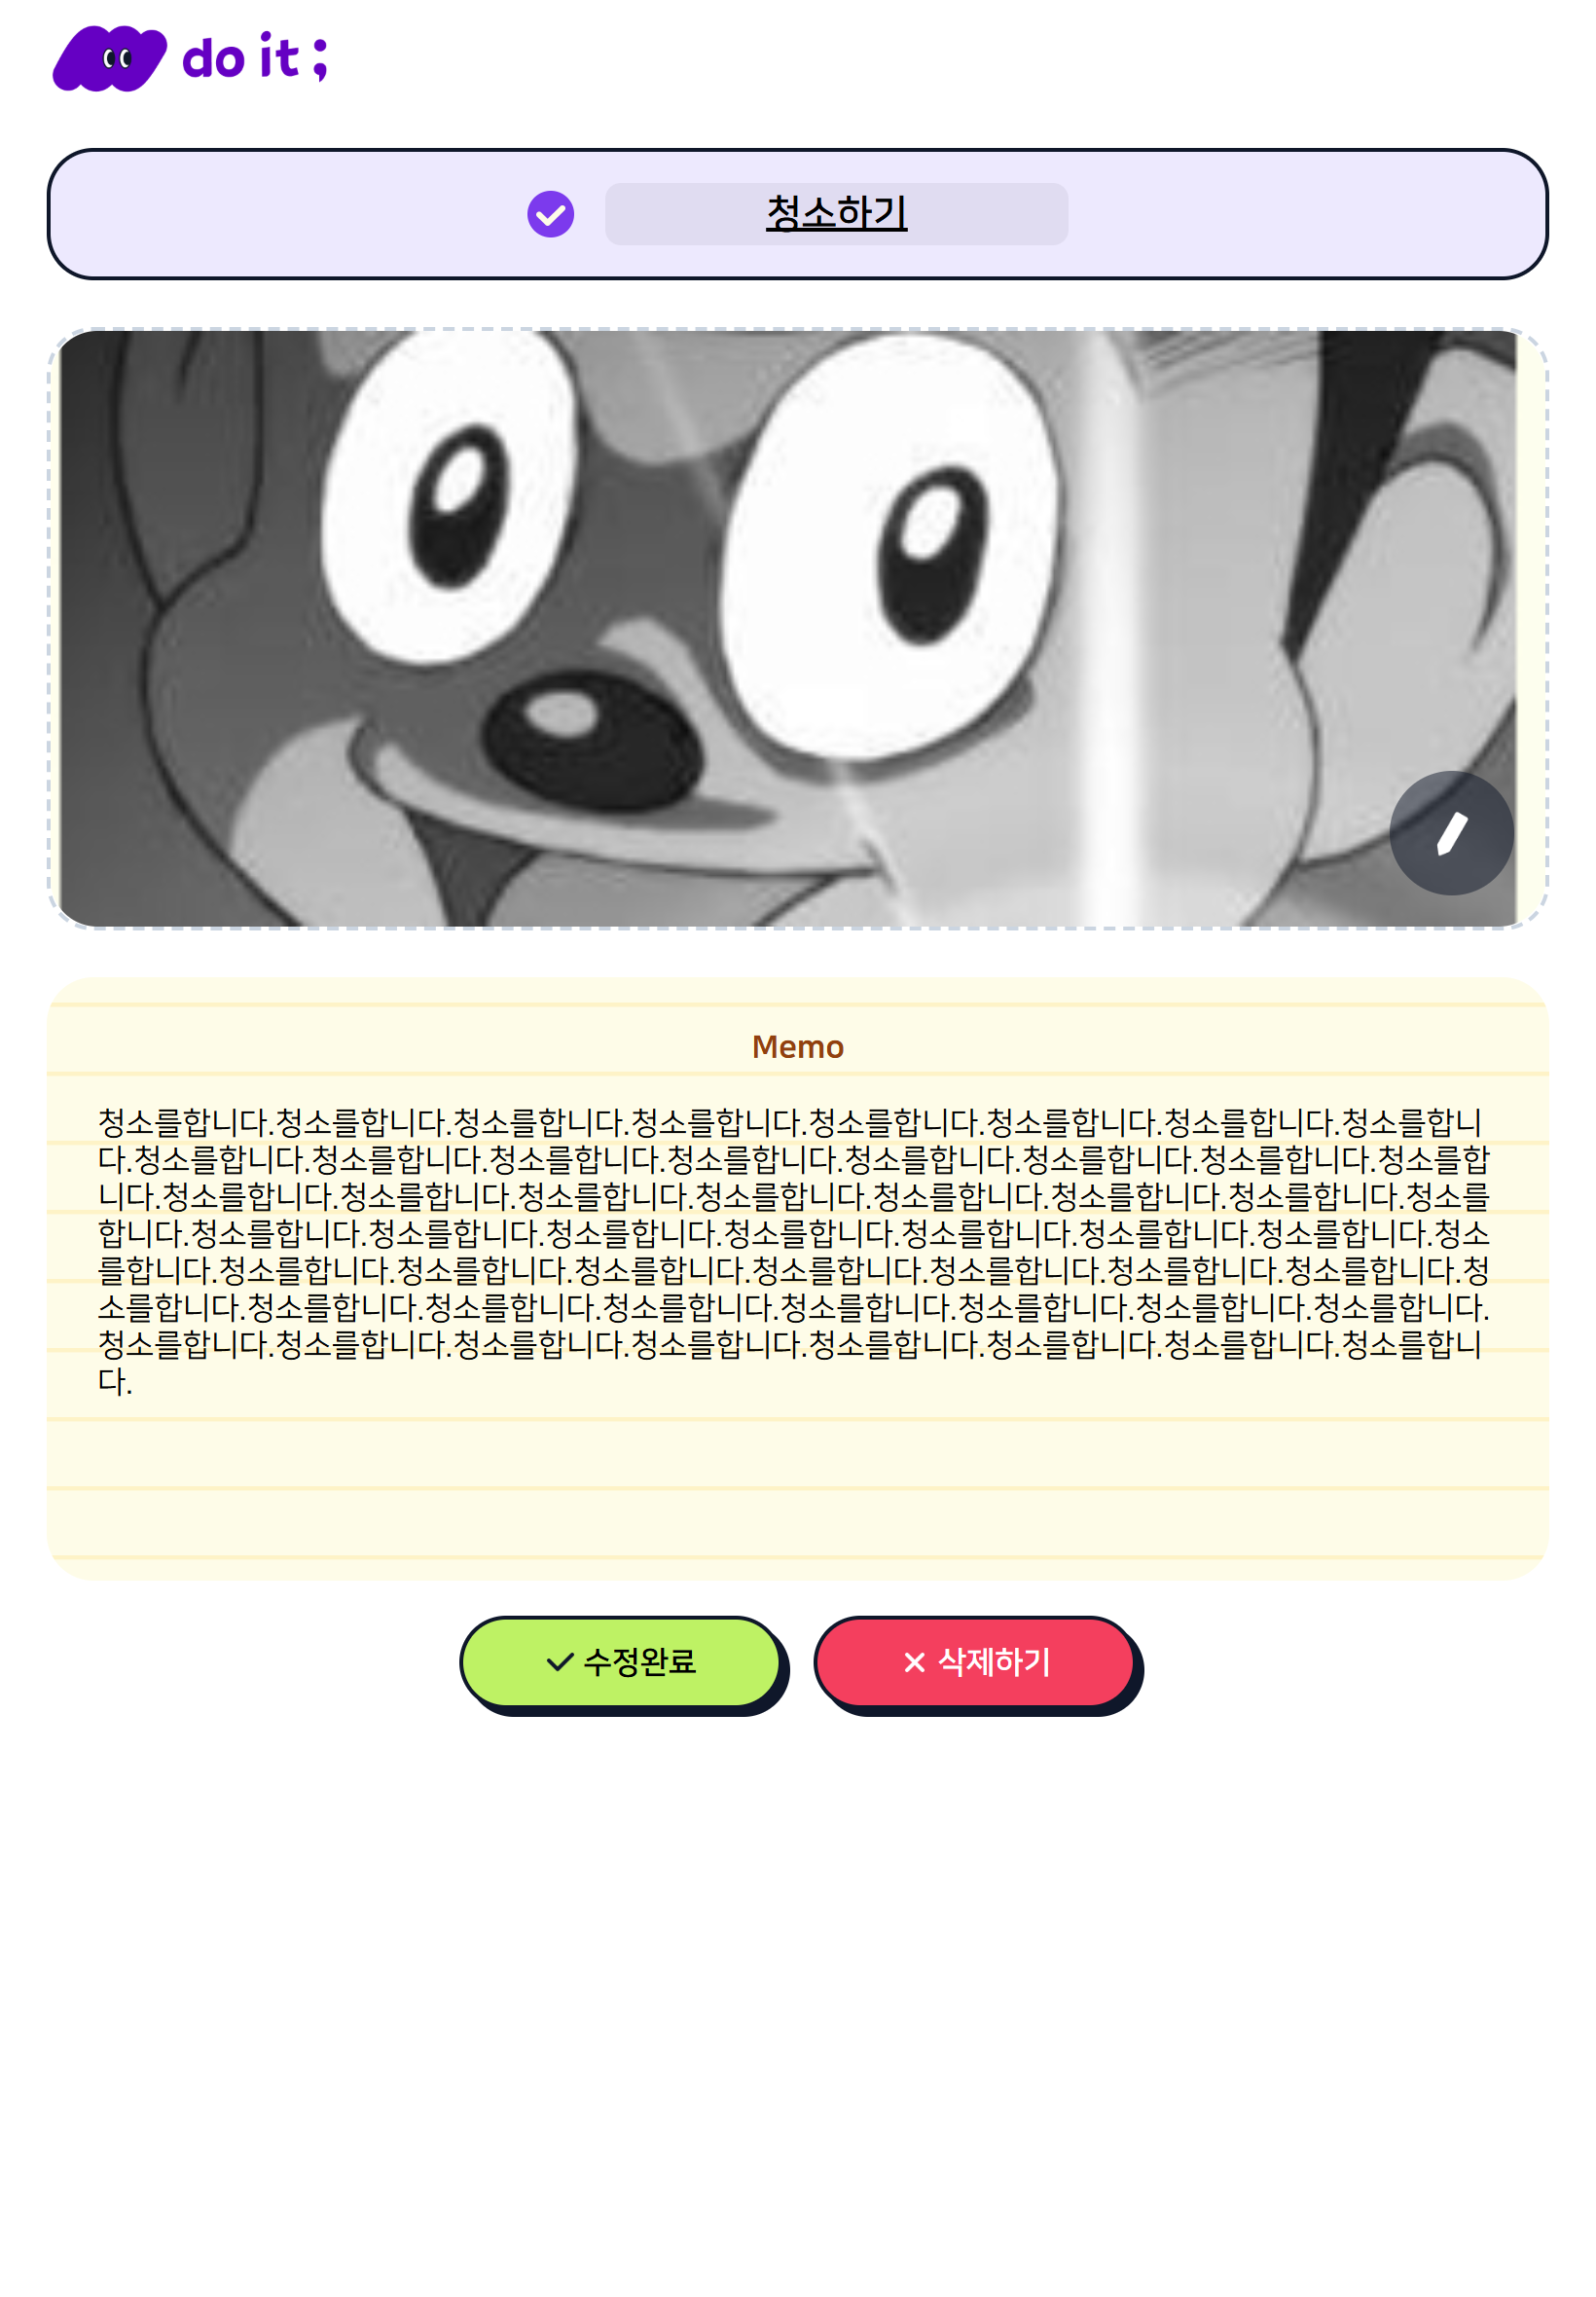 do it ;
청소하기
Memo
청소를합니다.청소를합니다.청소를합니다.청소를합니다.청소를합니다.청소를합니다.청소를합니다.청소를합니
다.청소를합니다.청소를합니다.청소를합니다.청소를합니다.청소를합니다.청소를합니다.청소를합니다.청소를합
니다.청소를합니다.청소를합니다.청소를합니다.청소를합니다.청소를합니다.청소를합니다.청소를합니다.청소를
합니다.청소를합니다.청소를합니다.청소를합니다.청소를합니다.청소를합니다.청소를합니다.청소를합니다.청소
를합니다.청소를합니다.청소를합니다.청소를합니다.청소를합니다.청소를합니다.청소를합니다.청소를합니다.청
소를합니다.청소를합니다.청소를합니다.청소를합니다.청소를합니다.청소를합니다.청소를합니다.청소를합니다.
청소를합니다.청소를합니다.청소를합니다.청소를합니다.청소를합니다.청소를합니다.청소를합니다.청소를합니
다.
수정완료 삭제하기